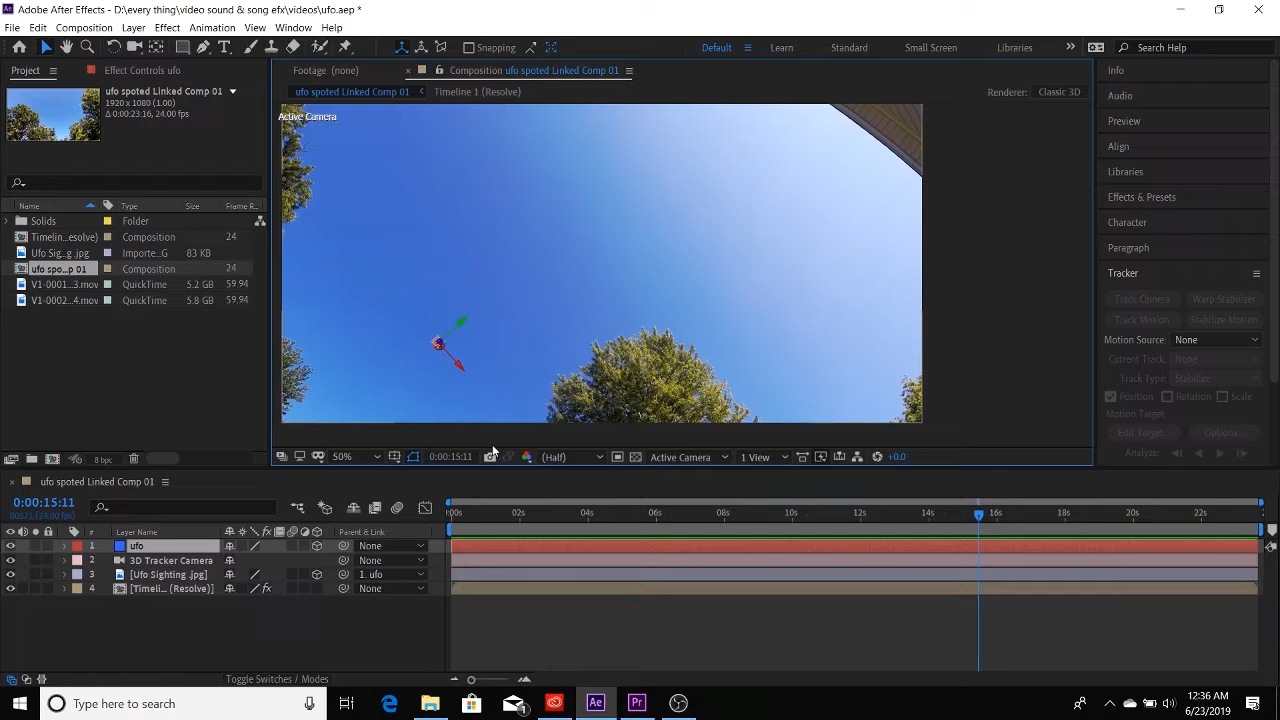 Adobe After Effects - D:\every thing\video sound & song efx\videos\ufo.aep *
File Edit Composition Layer Effect Animation View Window Help
Snapping Default Learn Standard Small Screen Libraries Search Help
Project Effect Controls ufo
Footage (none) Composition ufo spoted Linked Comp 01
ufo spoted Linked Comp 01 Timeline 1 (Resolve) Renderer: Classic 3D
ufo spoted Linked Comp 01
1920 x 1080 (1.00)
Δ 0:00:23:16, 24.00 fps
Active Camera
Name Type Size Frame R...
Solids Folder
Timelin...esolve) Composition 24
Ufo Sig...g .jpg Importe...G 83 KB
ufo spo...p 01 Composition 24
V1-0001...3.mov QuickTime 5.2 GB 59.94
V1-0002...4.mov QuickTime 5.8 GB 59.94
8 bpc
50% 0:00:15:11 (Half) Active Camera 1 View +0.0
Info
Audio
Preview
Align
Libraries
Effects & Presets
Character
Paragraph
Tracker
Track Camera Warp Stabilizer
Track Motion Stabilize Motion
Motion Source: None
Current Track: None
Track Type: Stabilize
Position Rotation Scale
Motion Target:
Edit Target... Options...
Analyze:
ufo spoted Linked Comp 01
0:00:15:11
00371 (24.00 fps)
:00s 02s 04s 06s 08s 10s 12s 14s 16s 18s 20s 22s
# Layer Name Parent & Link
1 ufo None
2 3D Tracker Camera None
3 [Ufo Sighting .jpg] 1. ufo
4 [Timeli... (Resolve)] None
Toggle Switches / Modes
Type here to search
Ae Pr
1
12:36 AM
6/23/2019